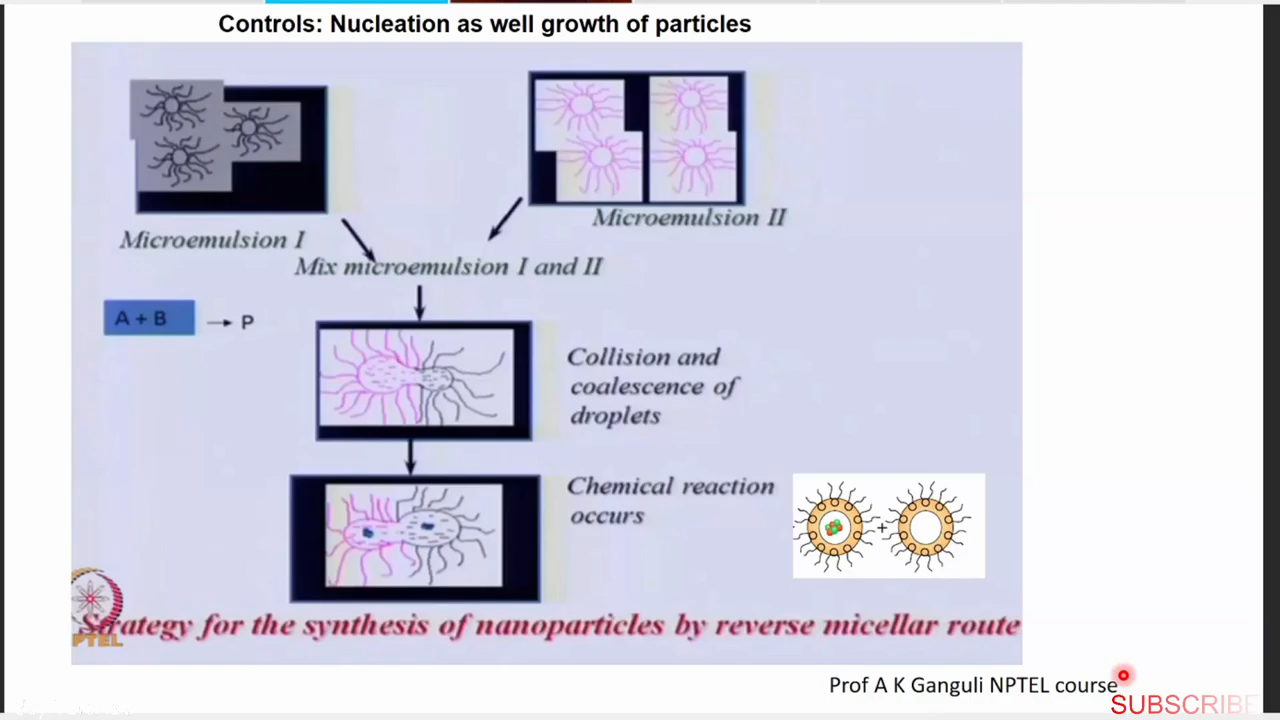 Controls: Nucleation as well growth of particles
Microemulsion I
Microemulsion II
Mix microemulsion I and II
A + B → P
Collision and
coalescence of
droplets
Chemical reaction
occurs
+
Strategy for the synthesis of nanoparticles by reverse micellar route
PTEL
Prof A K Ganguli NPTEL course
SUBSCRIBE